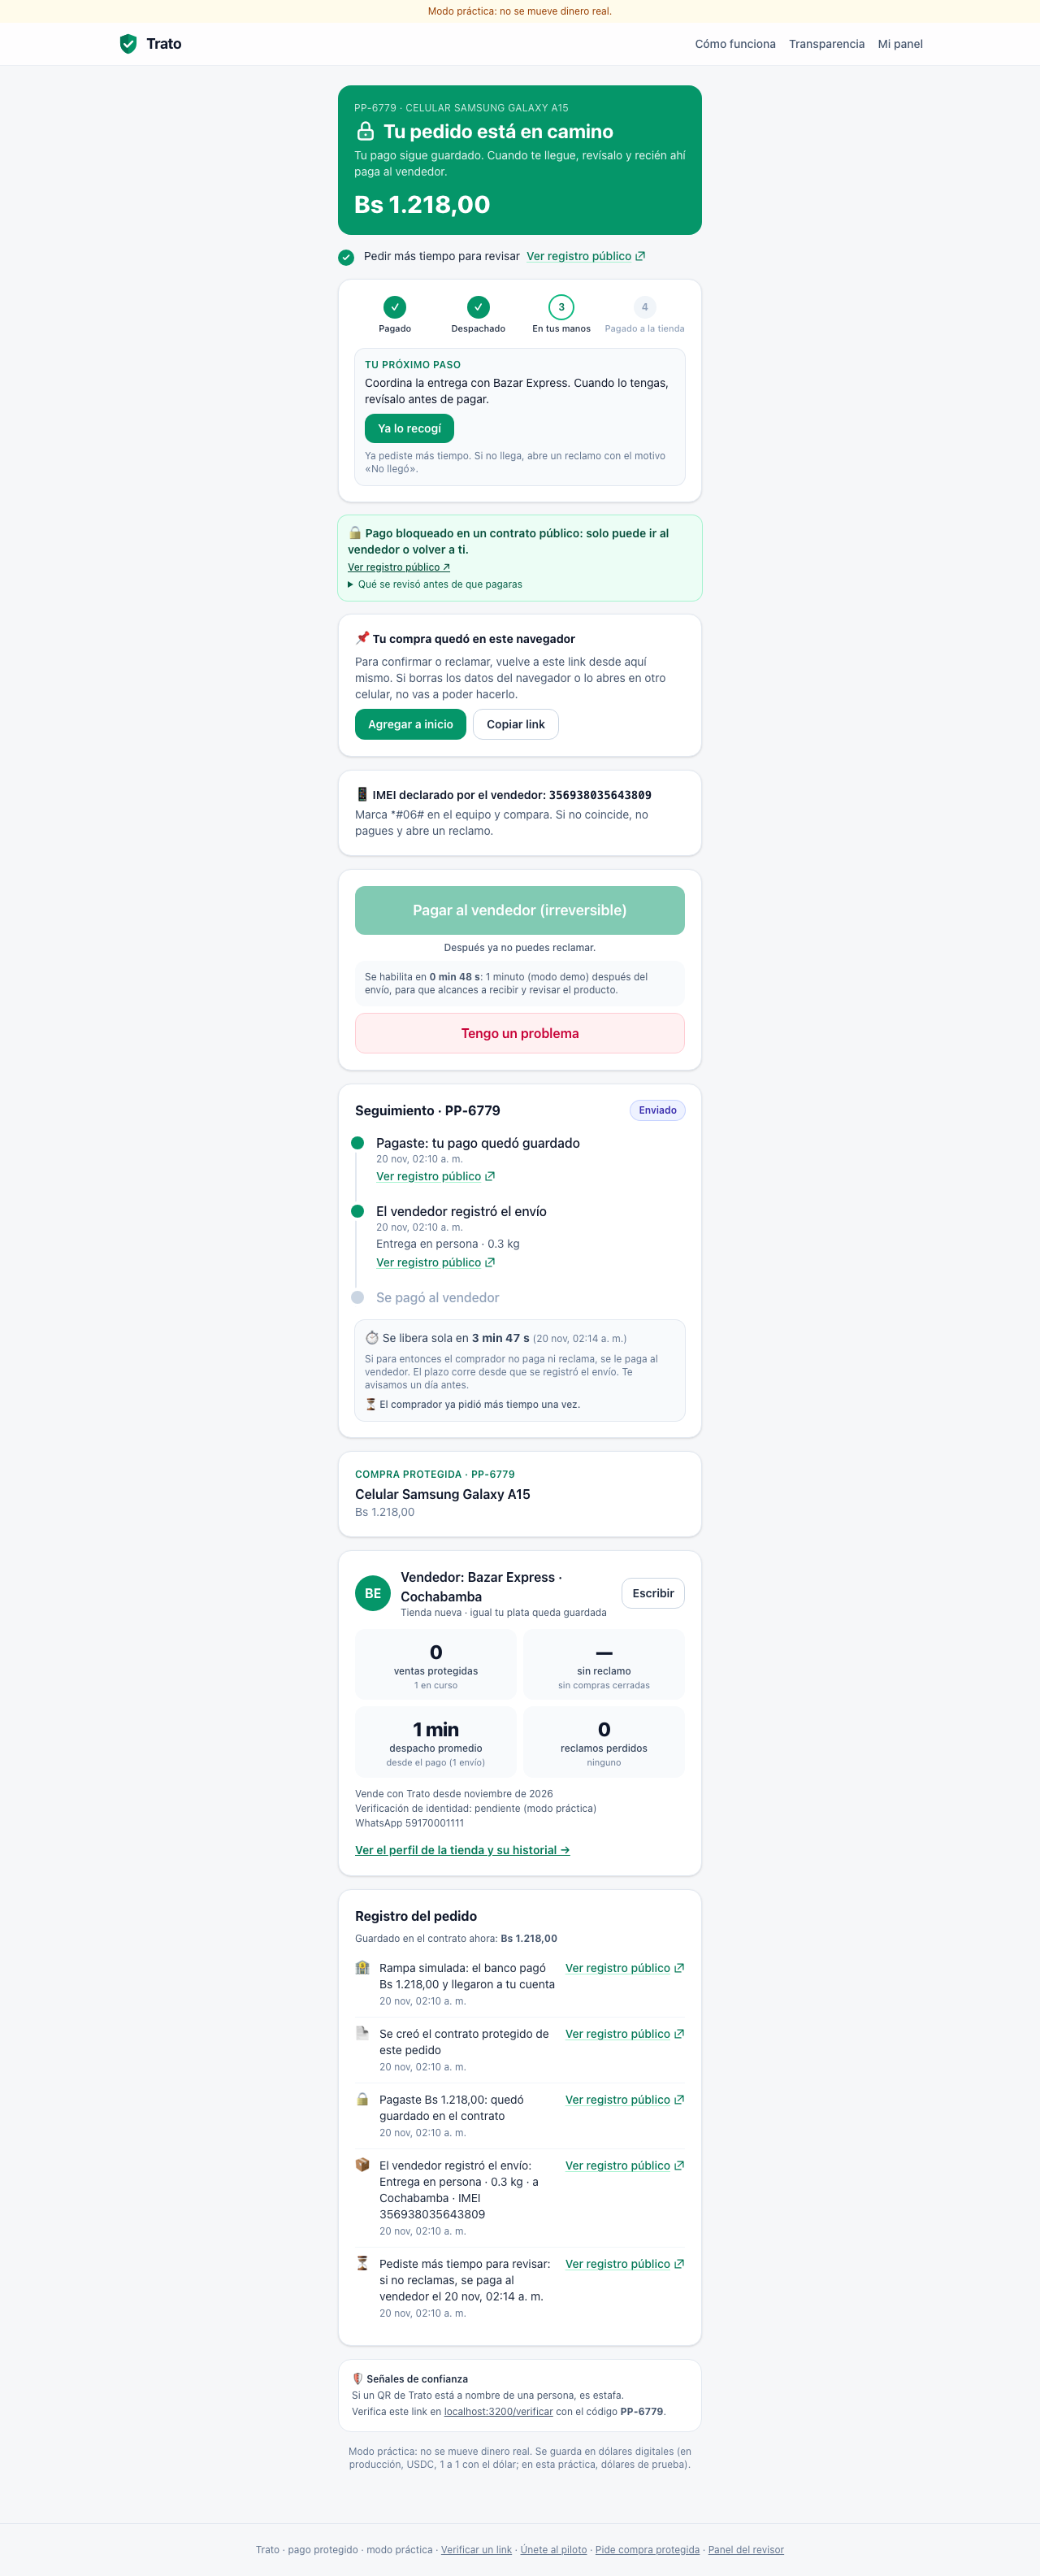 Modo práctica: no se mueve dinero real.
Trato
Cómo funciona Transparencia Mi panel
PP-6779 · CELULAR SAMSUNG GALAXY A15
Tu pedido está en camino
Tu pago sigue guardado. Cuando te llegue, revísalo y recién ahí
paga al vendedor.
Bs 1.218,00
Pedir más tiempo para revisar Ver registro público
3
4
Pagado
Despachado
En tus manos
Pagado a la tienda
TU PRÓXIMO PASO
Coordina la entrega con Bazar Express. Cuando lo tengas,
revísalo antes de pagar.
Ya lo recogí
Ya pediste más tiempo. Si no llega, abre un reclamo con el motivo
«No llegó».
Pago bloqueado en un contrato público: solo puede ir al
vendedor o volver a ti.
Ver registro público ↗
Qué se revisó antes de que pagaras
Tu compra quedó en este navegador
Para confirmar o reclamar, vuelve a este link desde aquí
mismo. Si borras los datos del navegador o lo abres en otro
celular, no vas a poder hacerlo.
Agregar a inicio
Copiar link
IMEI declarado por el vendedor: 356938035643809
Marca *#06# en el equipo y compara. Si no coincide, no
pagues y abre un reclamo.
Pagar al vendedor (irreversible)
Después ya no puedes reclamar.
Se habilita en 0 min 48 s: 1 minuto (modo demo) después del
envío, para que alcances a recibir y revisar el producto.
Tengo un problema
Seguimiento · PP-6779
Enviado
Pagaste: tu pago quedó guardado
20 nov, 02:10 a. m.
Ver registro público
El vendedor registró el envío
20 nov, 02:10 a. m.
Entrega en persona · 0.3 kg
Ver registro público
Se pagó al vendedor
Se libera sola en 3 min 47 s (20 nov, 02:14 a. m.)
Si para entonces el comprador no paga ni reclama, se le paga al
vendedor. El plazo corre desde que se registró el envío. Te
avisamos un día antes.
El comprador ya pidió más tiempo una vez.
COMPRA PROTEGIDA · PP-6779
Celular Samsung Galaxy A15
Bs 1.218,00
BE
Vendedor: Bazar Express ·
Cochabamba
Tienda nueva · igual tu plata queda guardada
Escribir
0
ventas protegidas
1 en curso
—
sin reclamo
sin compras cerradas
1 min
despacho promedio
desde el pago (1 envío)
0
reclamos perdidos
ninguno
Vende con Trato desde noviembre de 2026
Verificación de identidad: pendiente (modo práctica)
WhatsApp 59170001111
Ver el perfil de la tienda y su historial →
Registro del pedido
Guardado en el contrato ahora: Bs 1.218,00
Rampa simulada: el banco pagó
Bs 1.218,00 y llegaron a tu cuenta
20 nov, 02:10 a. m.
Ver registro público
Se creó el contrato protegido de
este pedido
20 nov, 02:10 a. m.
Ver registro público
Pagaste Bs 1.218,00: quedó
guardado en el contrato
20 nov, 02:10 a. m.
Ver registro público
El vendedor registró el envío:
Entrega en persona · 0.3 kg · a
Cochabamba · IMEI
356938035643809
20 nov, 02:10 a. m.
Ver registro público
Pediste más tiempo para revisar:
si no reclamas, se paga al
vendedor el 20 nov, 02:14 a. m.
20 nov, 02:10 a. m.
Ver registro público
Señales de confianza
Si un QR de Trato está a nombre de una persona, es estafa.
Verifica este link en localhost:3200/verificar con el código PP-6779.
Modo práctica: no se mueve dinero real. Se guarda en dólares digitales (en
producción, USDC, 1 a 1 con el dólar; en esta práctica, dólares de prueba).
Trato · pago protegido · modo práctica · Verificar un link · Únete al piloto · Pide compra protegida · Panel del revisor